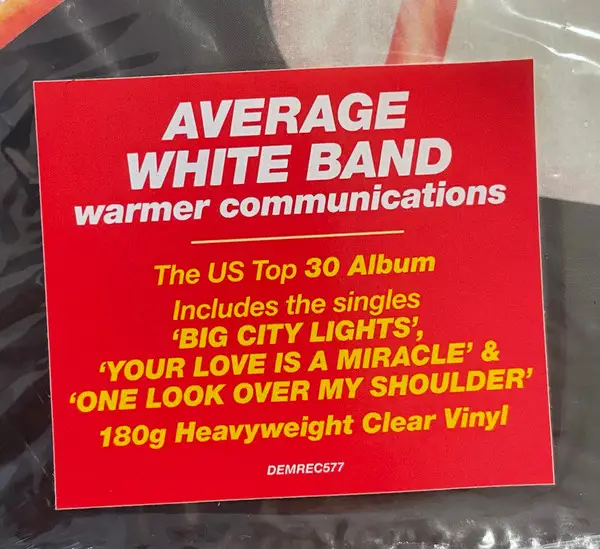 AVERAGE
WHITE BAND
warmer communications
The US Top 30 Album
Includes the singles
‘BIG CITY LIGHTS’,
‘YOUR LOVE IS A MIRACLE’ &
‘ONE LOOK OVER MY SHOULDER’
180g Heavyweight Clear Vinyl
DEMREC577